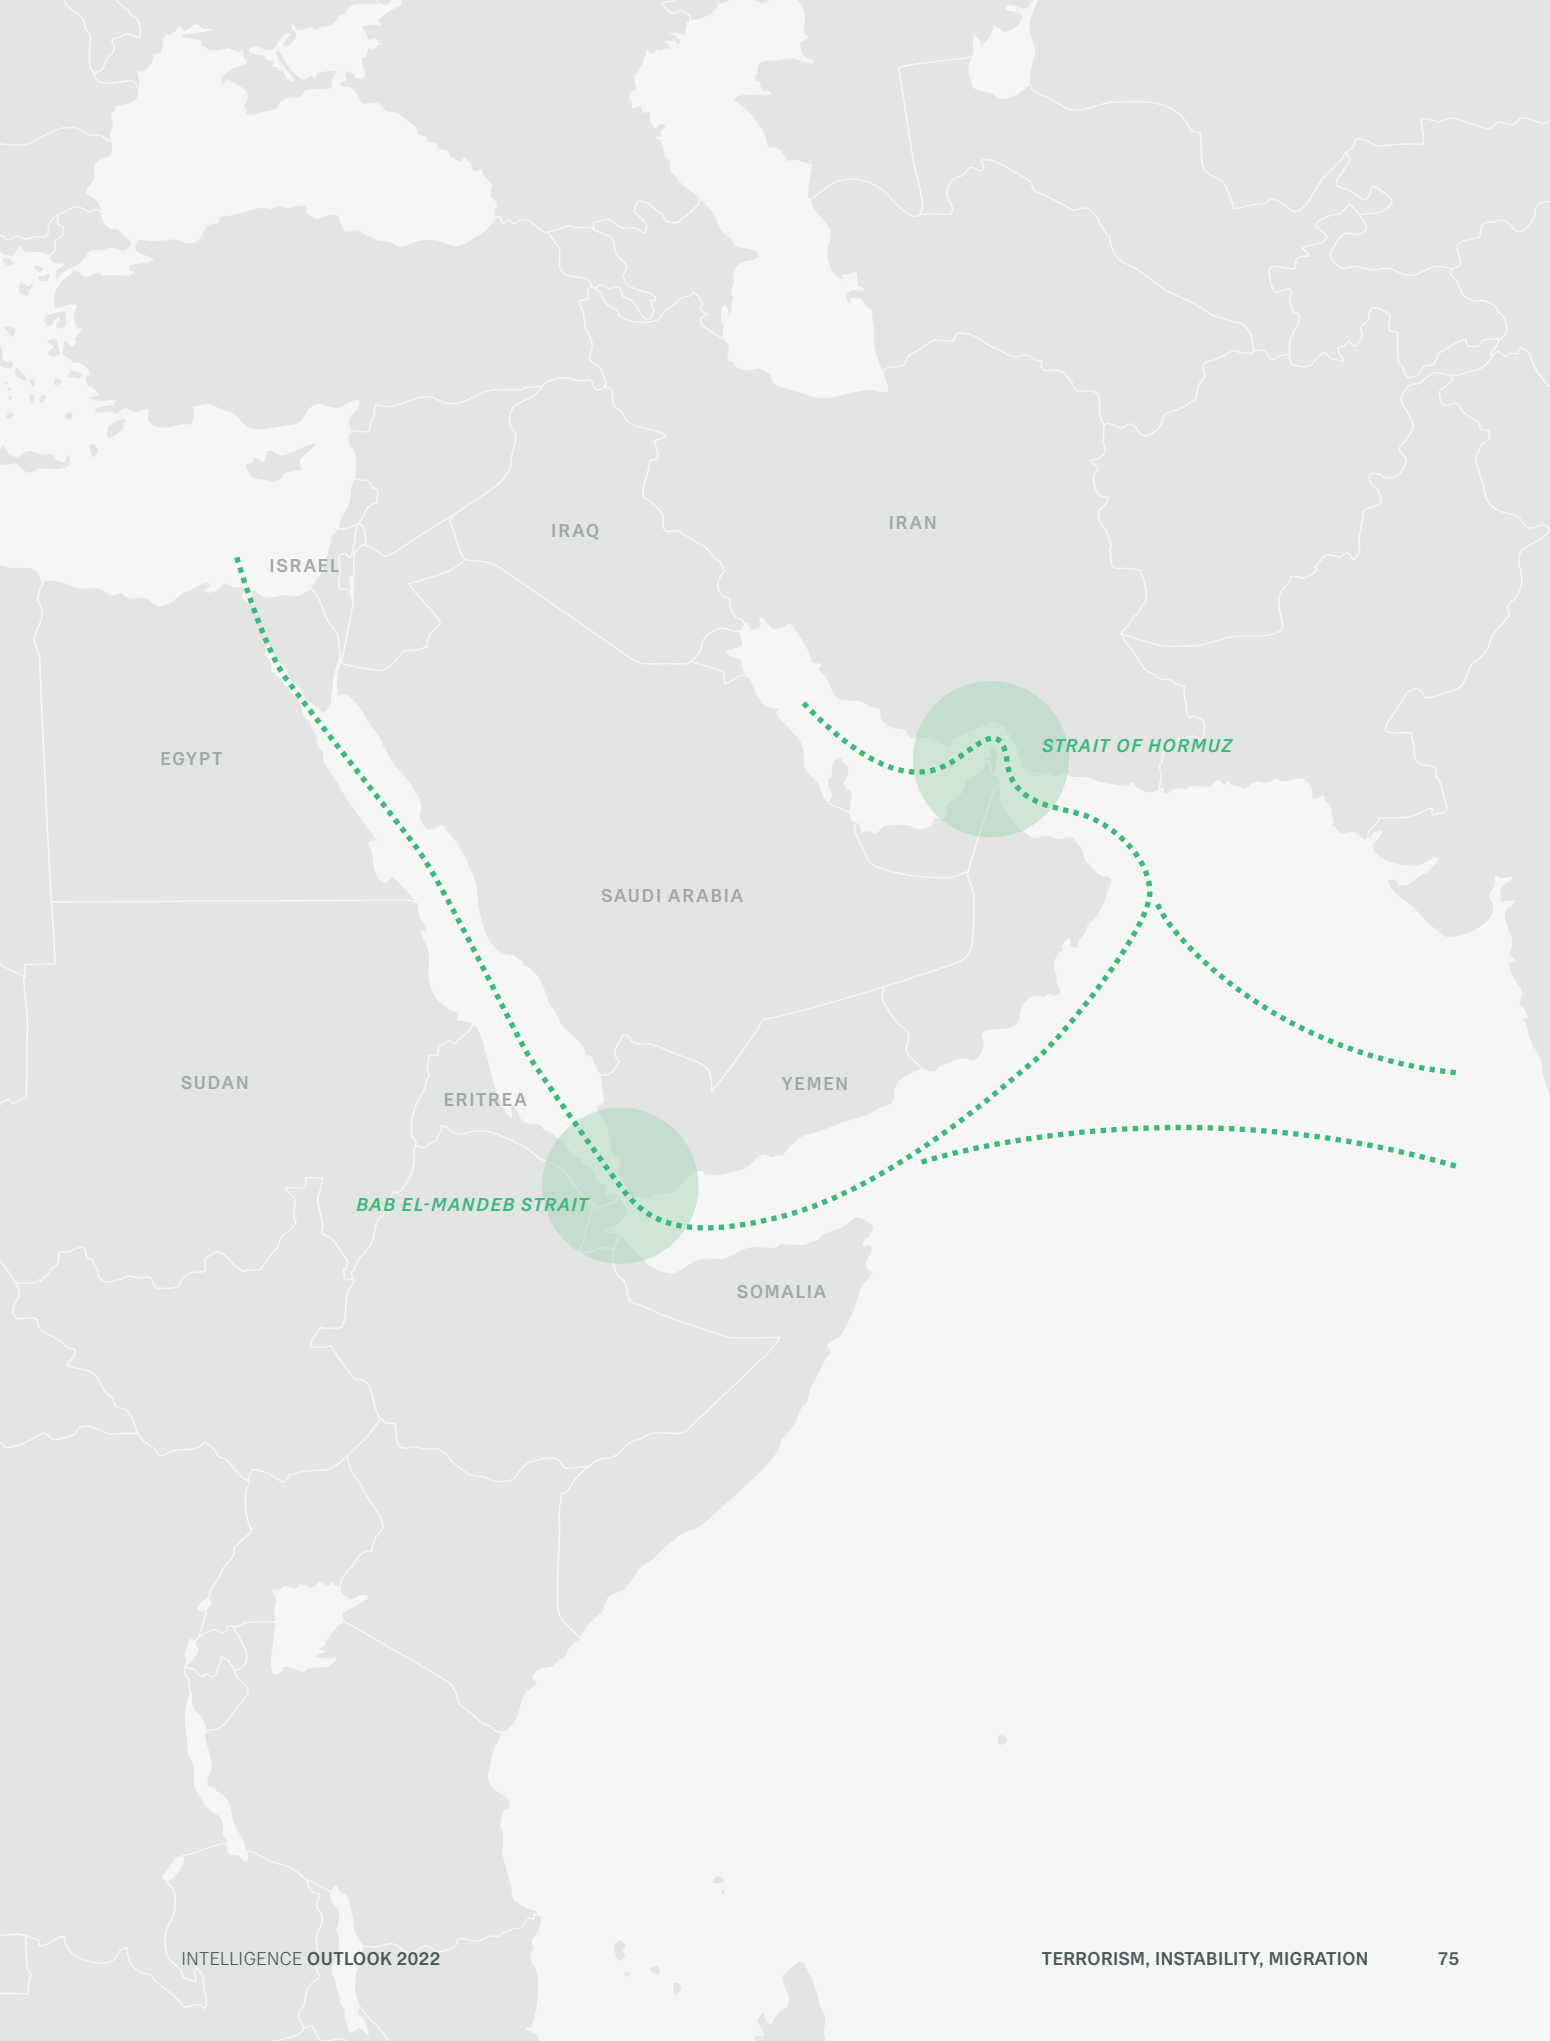 IRAN
IRAQ
ISRAEL
STRAIT OF HORMUZ
EGYPT
SAUDI ARABIA
SUDAN
YEMEN
ERITREA
BAB EL-MANDEB STRAIT
SOMALIA
INTELLIGENCE OUTLOOK 2022
TERRORISM, INSTABILITY, MIGRATION 75